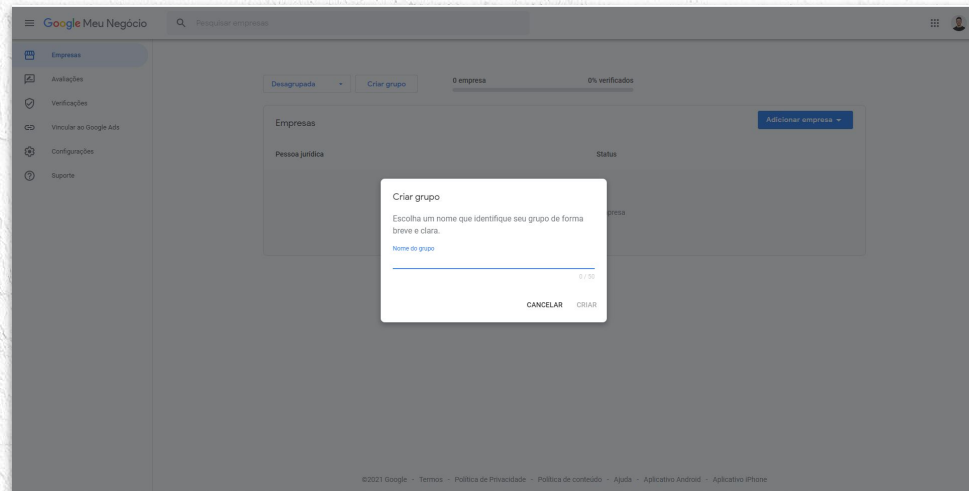 Google Meu Negócio
Pesquisar empresas
Empresas
Avaliações
Verificações
Vincular ao Google Ads
Configurações
Suporte
Desagrupada
Criar grupo
0 empresa
0% verificados
Empresas
Adicionar empresa
Pessoa jurídica
Status
presa
Criar grupo
Escolha um nome que identifique seu grupo de forma
breve e clara.
Nome do grupo
0 / 50
CANCELAR CRIAR
©2021 Google - Termos - Política de Privacidade - Política de conteúdo - Ajuda - Aplicativo Android - Aplicativo iPhone